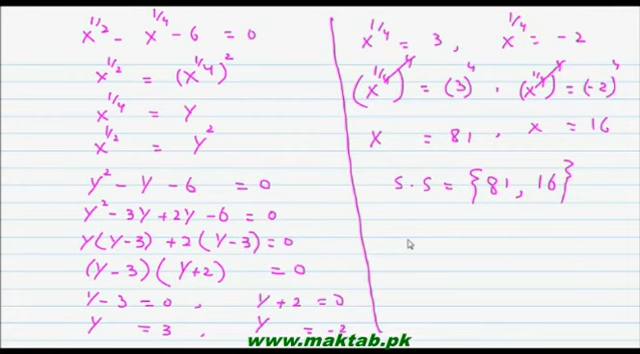 x^1/2 - x^1/4 - 6 = 0
x^1/2 = (x^1/4)^2
x^1/4 = y
x^1/2 = y^2
y^2 - y - 6 = 0
y^2 - 3y + 2y - 6 = 0
y(y-3) + 2(y-3) = 0
(y-3)(y+2) = 0
y-3 = 0 , y+2 = 0
y = 3 , y = -2
x^1/4 = 3 , x^1/4 = -2
(x^1/4)^4 = (3)^4 , (x^1/4)^4 = (-2)^4
x = 81 , x = 16
S.S = {81, 16}
www.maktab.pk